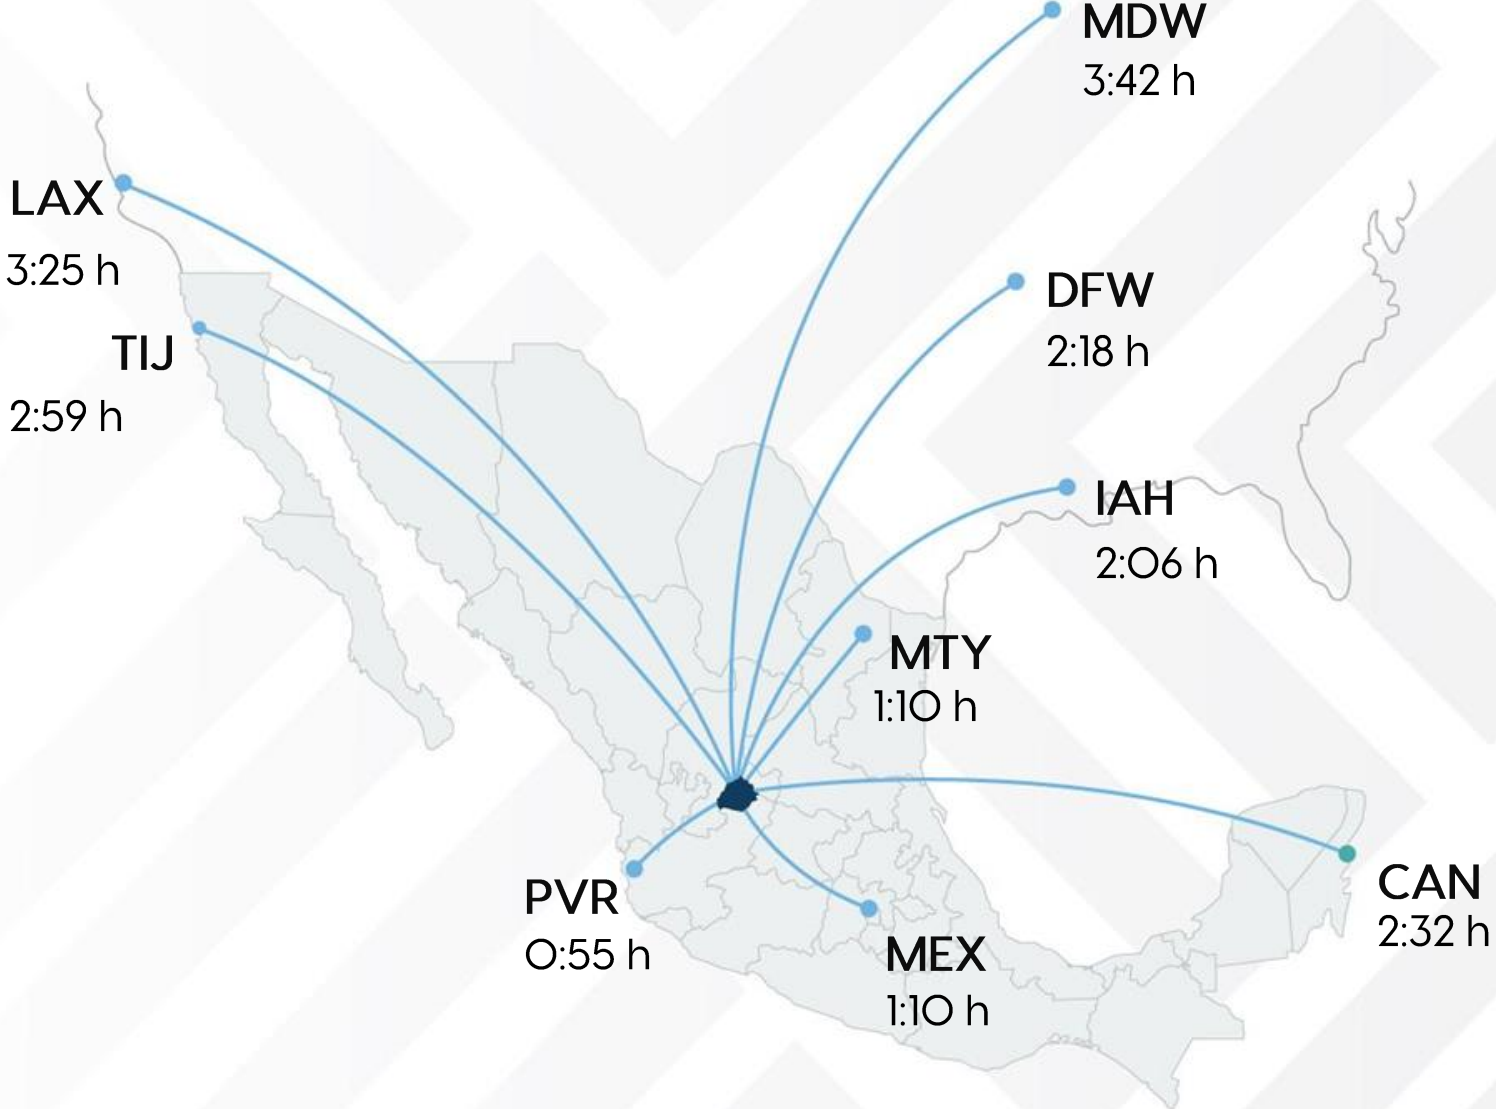 MDW
3:42 h
LAX
3:25 h
DFW
2:18 h
TIJ
2:59 h
IAH
2:06 h
MTY
1:10 h
CAN
2:32 h
PVR
0:55 h
MEX
1:10 h